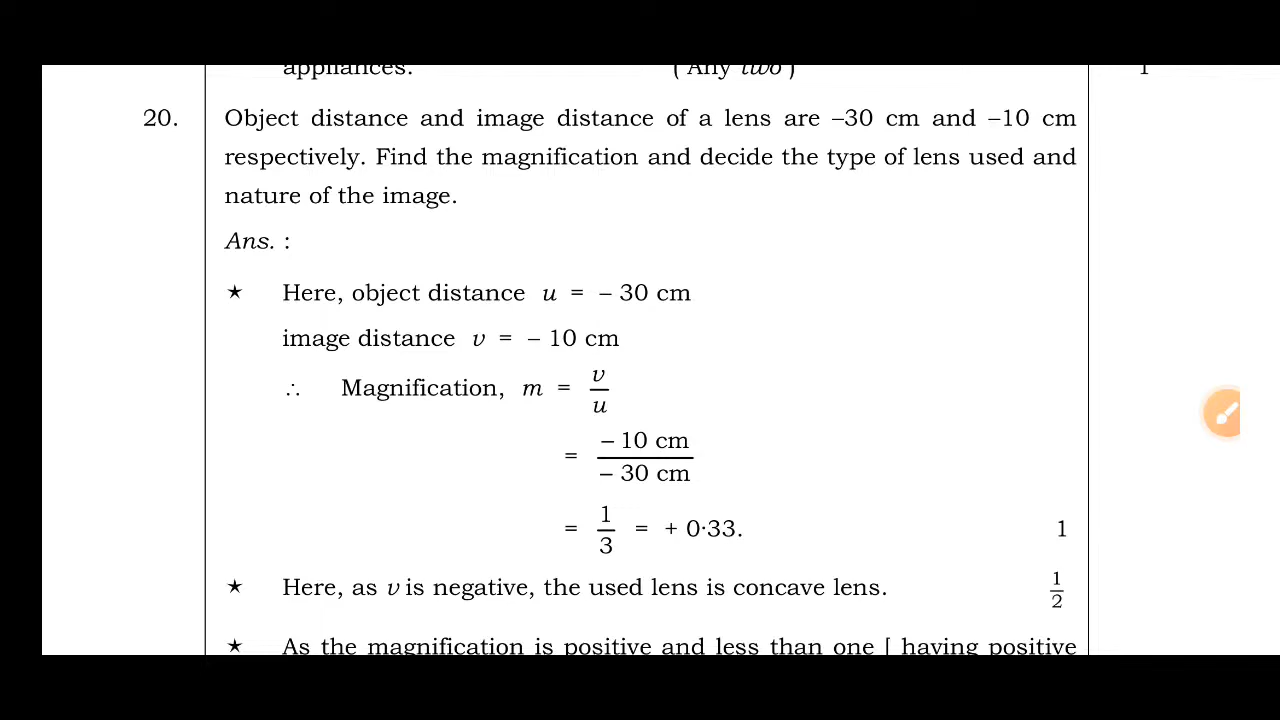 appliances. ( Any two ) 1
20. Object distance and image distance of a lens are –30 cm and –10 cm
respectively. Find the magnification and decide the type of lens used and
nature of the image.
Ans. :
★ Here, object distance u = – 30 cm
image distance v = – 10 cm
∴ Magnification, m = v/u
= – 10 cm / – 30 cm
= 1/3 = + 0·33. 1
★ Here, as v is negative, the used lens is concave lens. 1/2
★ As the magnification is positive and less than one [ having positive